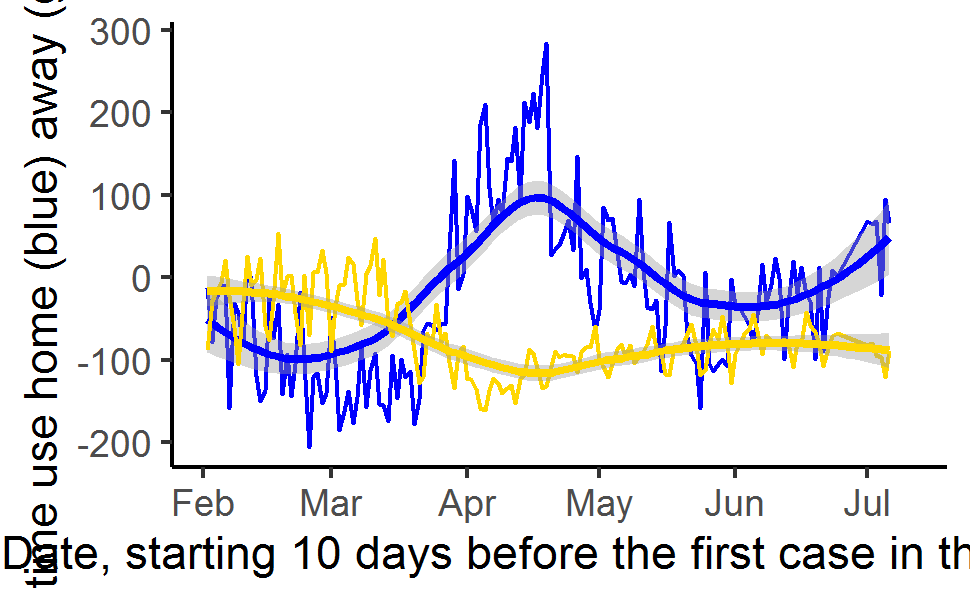 time use home (blue) away (
300
200
100
0
-100
-200
Feb Mar Apr May Jun Jul
Date, starting 10 days before the first case in th